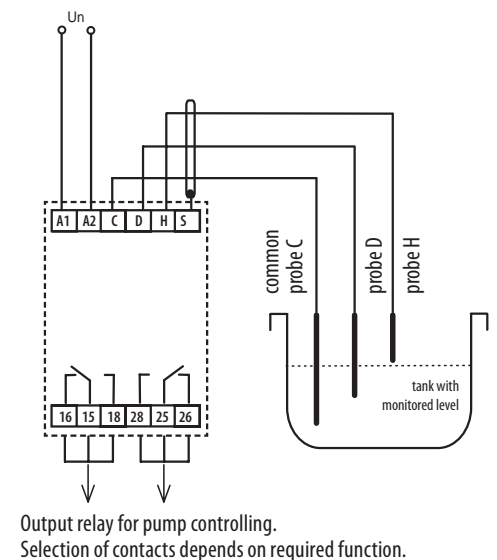 Un
A1 A2 C D H S
common
probe C
probe D
probe H
tank with
monitored level
16 15 18 28 25 26
Output relay for pump controlling.
Selection of contacts depends on required function.